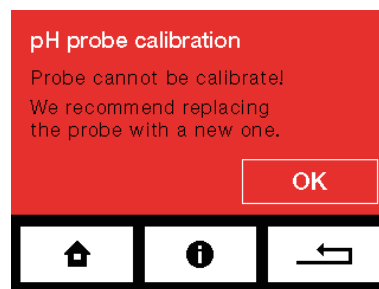 pH probe calibration
Probe cannot be calibrate!
We recommend replacing
the probe with a new one.
OK